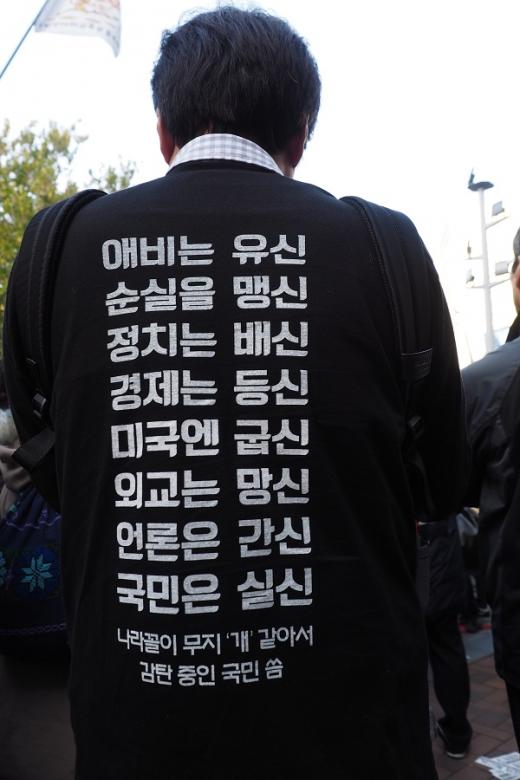 애비는 유신
순실을 맹신
정치는 배신
경제는 등신
미국엔 굽신
외교는 망신
언론은 간신
국민은 실신
나라꼴이 무지 '개' 같아서
감탄 중인 국민 씀